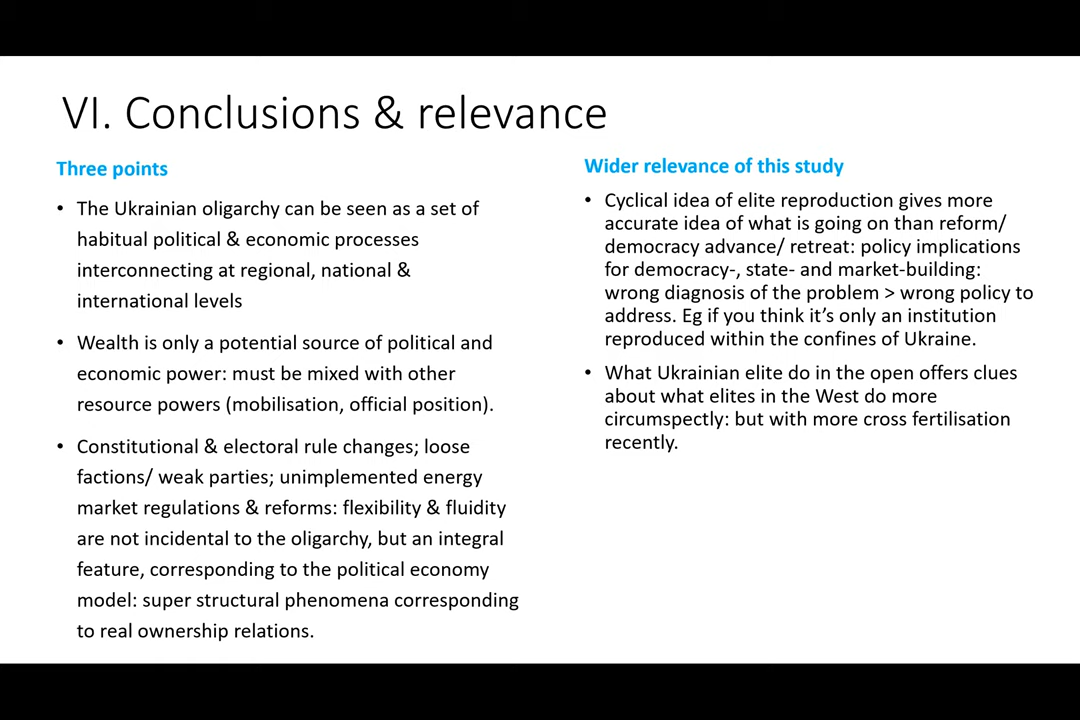 VI. Conclusions & relevance
Three points
• The Ukrainian oligarchy can be seen as a set of
habitual political & economic processes
interconnecting at regional, national &
international levels
• Wealth is only a potential source of political and
economic power: must be mixed with other
resource powers (mobilisation, official position).
• Constitutional & electoral rule changes; loose
factions/ weak parties; unimplemented energy
market regulations & reforms: flexibility & fluidity
are not incidental to the oligarchy, but an integral
feature, corresponding to the political economy
model: super structural phenomena corresponding
to real ownership relations.
Wider relevance of this study
• Cyclical idea of elite reproduction gives more
accurate idea of what is going on than reform/
democracy advance/ retreat: policy implications
for democracy-, state- and market-building:
wrong diagnosis of the problem > wrong policy to
address. Eg if you think it’s only an institution
reproduced within the confines of Ukraine.
• What Ukrainian elite do in the open offers clues
about what elites in the West do more
circumspectly: but with more cross fertilisation
recently.